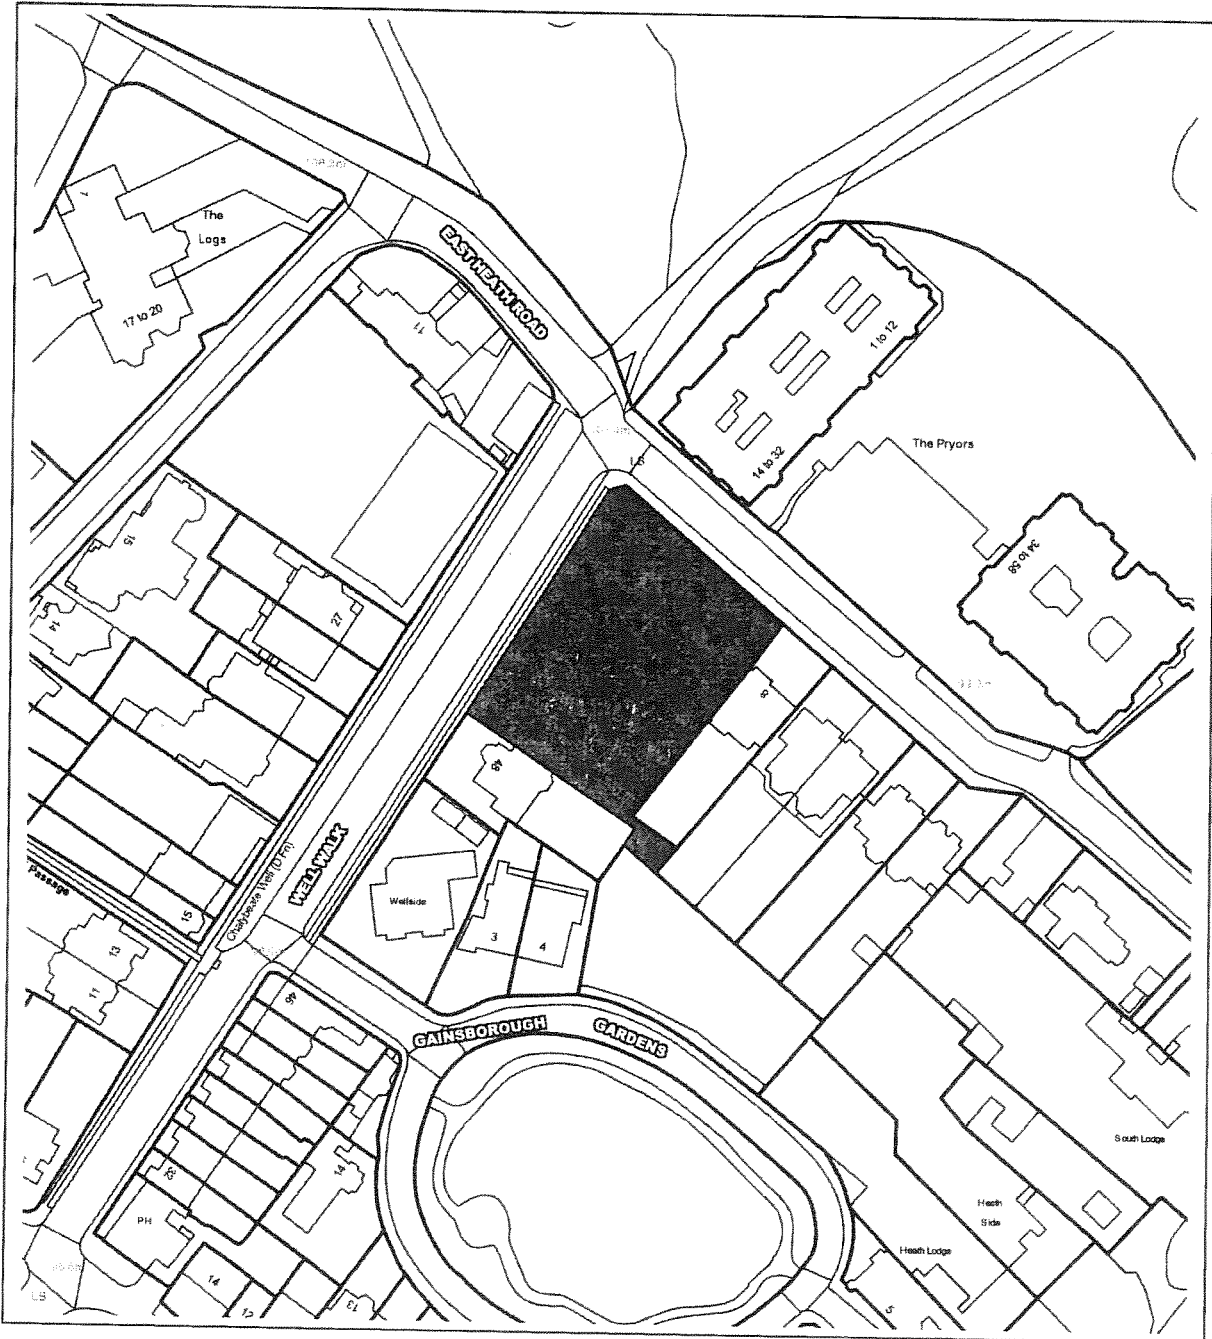 The
Logs
1
17 to 20
EAST HEATH ROAD
11
1 to 12
14 to 32
The Pryors
LB
34 to 58
15
14
27
8
48
WELL WALK
Chalybeate Well (D Fn)
Passage
15
13
11
Wellside
3
4
46
GAINSBOROUGH
GARDENS
South Lodge
Heath
Side
Heath Lodge
14
PH
14
12
13
5
LB